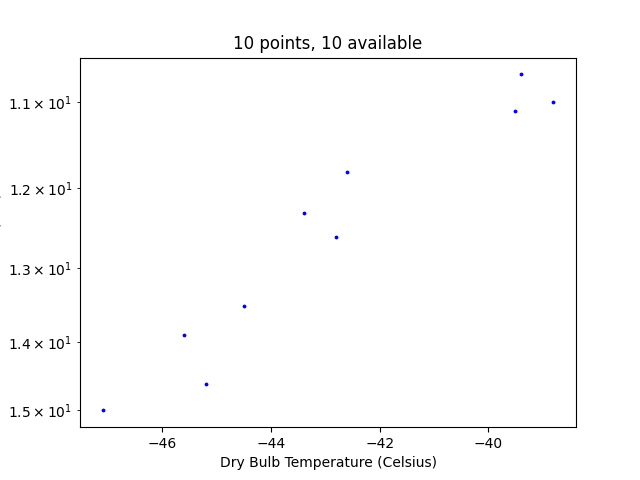 10 points, 10 available
1.1 × 10¹
1.2 × 10¹
1.3 × 10¹
1.4 × 10¹
1.5 × 10¹
−46 −44 −42 −40
Dry Bulb Temperature (Celsius)